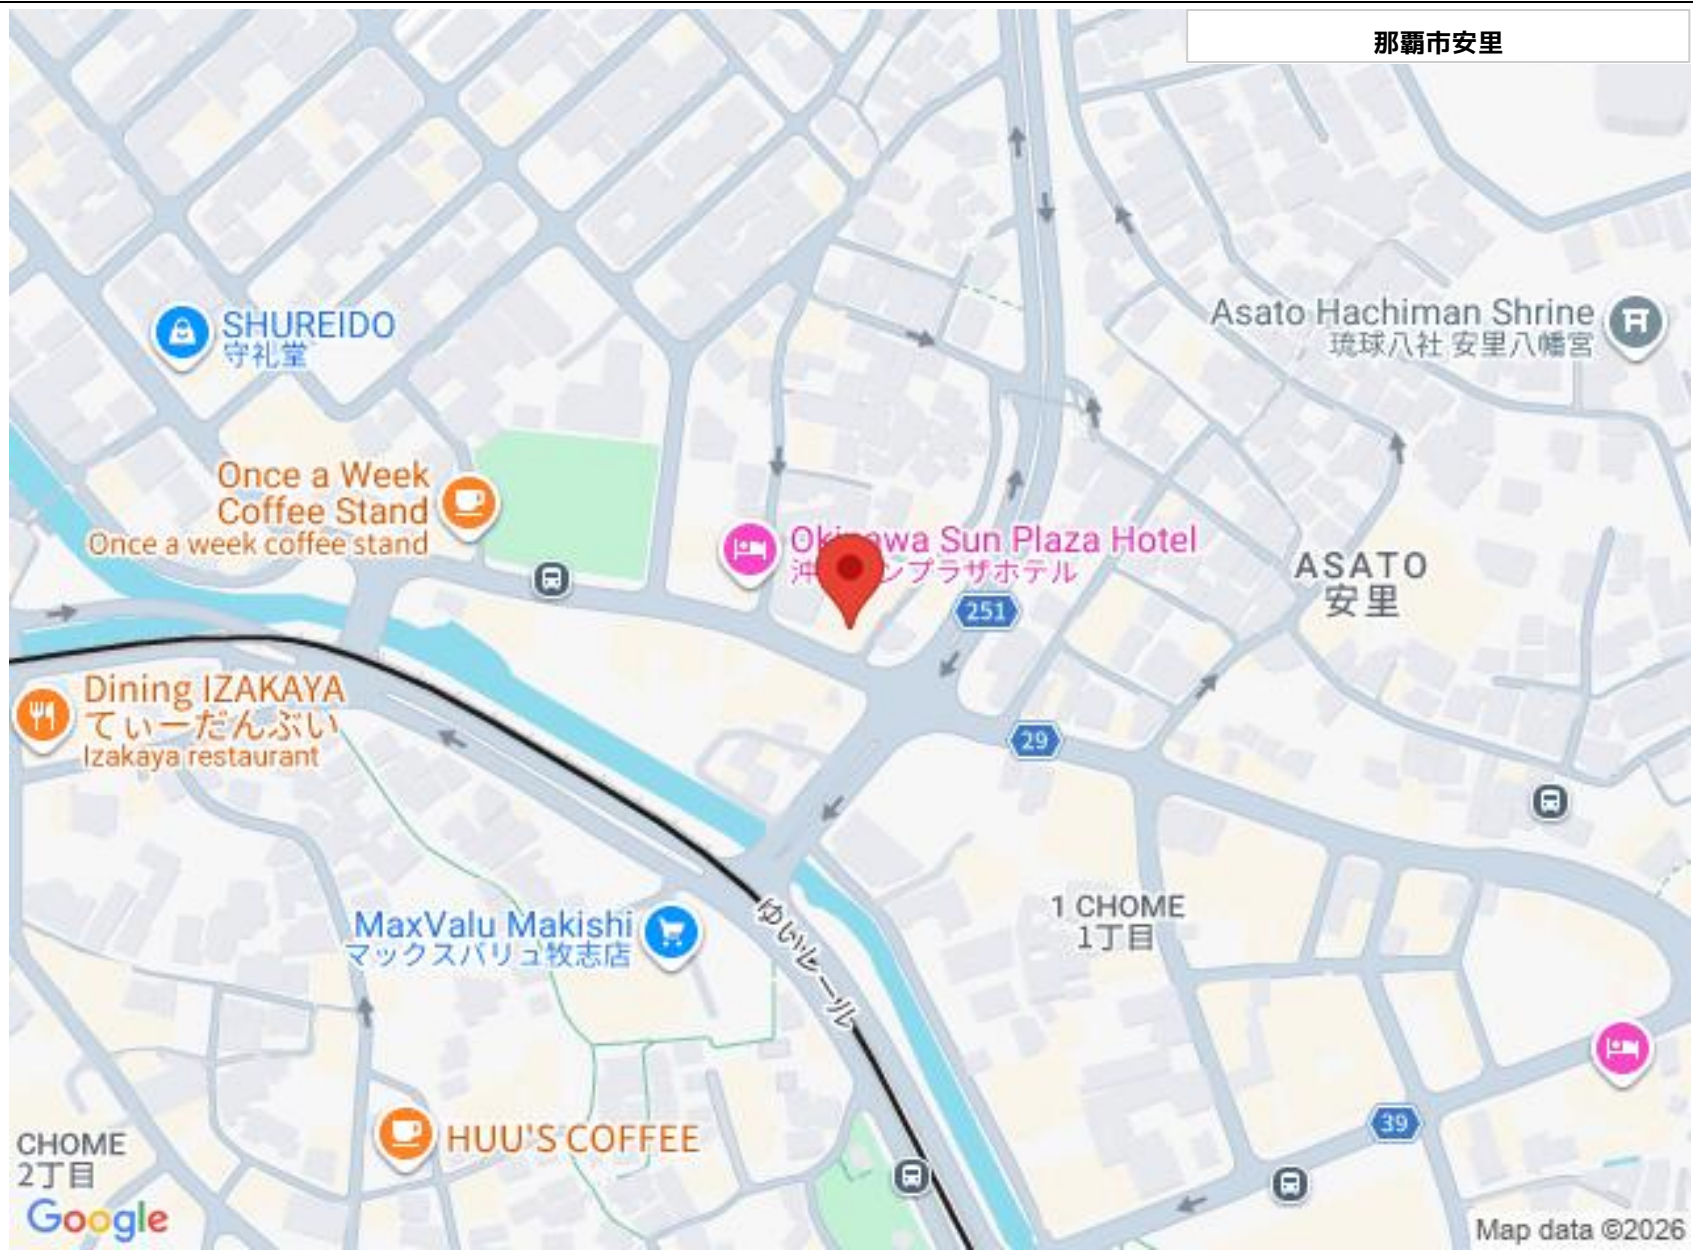 那覇市安里
SHUREIDO
守礼堂
Asato Hachiman Shrine
琉球八社 安里八幡宮
Once a Week
Coffee Stand
Once a week coffee stand
Sun Plaza Hotel
ンプラザホテル
251
ASATO
安里
Dining IZAKAYA
てぃーだんぶい
Izakaya restaurant
29
MaxValu Makishi
マックスバリュ牧志店
ゆいレール
1 CHOME
1丁目
HUU'S COFFEE
39
CHOME
2丁目
Google
Map data ©2026